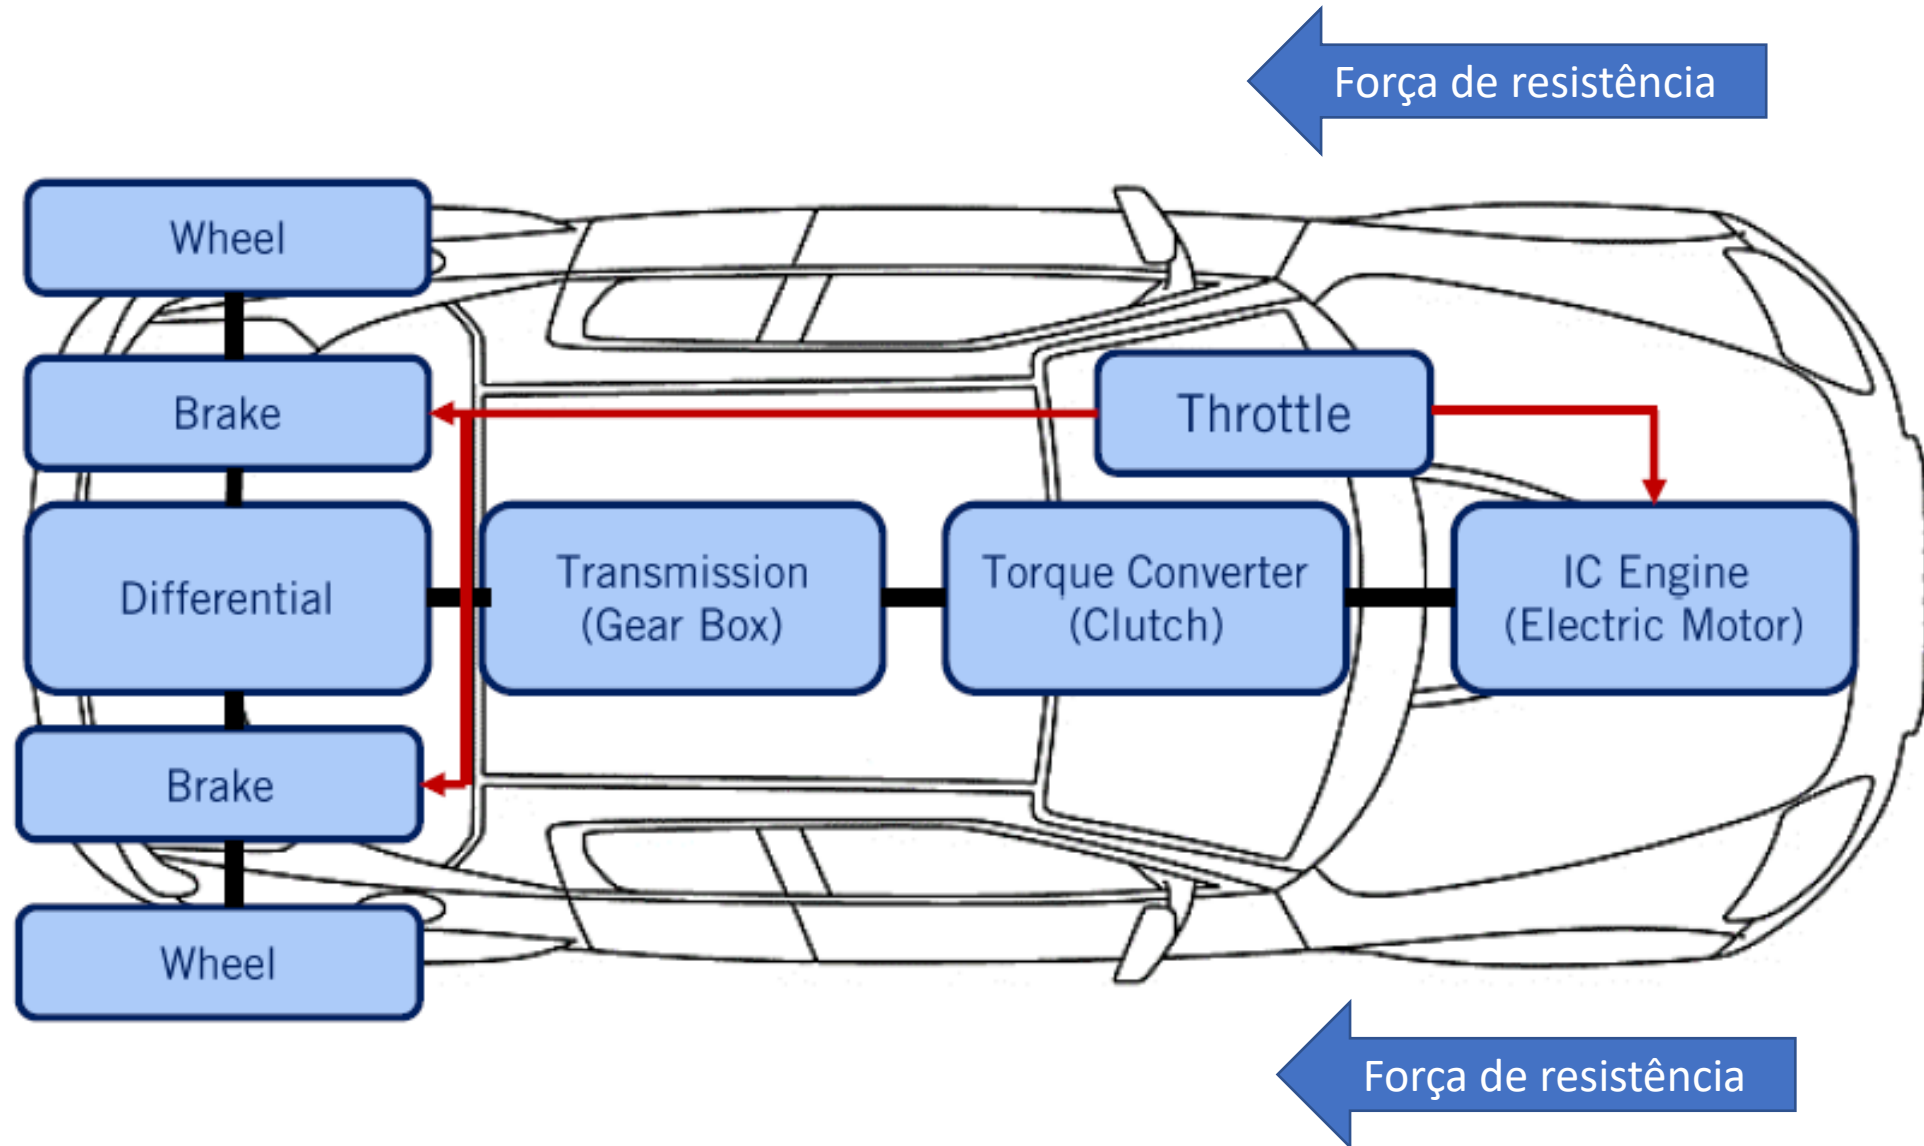 Força de resistência
Wheel
Brake
Throttle
Differential
Transmission
(Gear Box)
Torque Converter
(Clutch)
IC Engine
(Electric Motor)
Brake
Wheel
Força de resistência